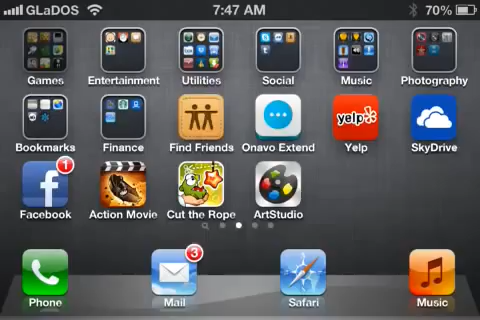 GLaDOS 7:47 AM 70%
Games Entertainment Utilities Social Music Photography
Bookmarks Finance Find Friends Onavo Extend Yelp SkyDrive
yelp
1
Facebook Action Movie Cut the Rope ArtStudio
3
Phone Mail Safari Music